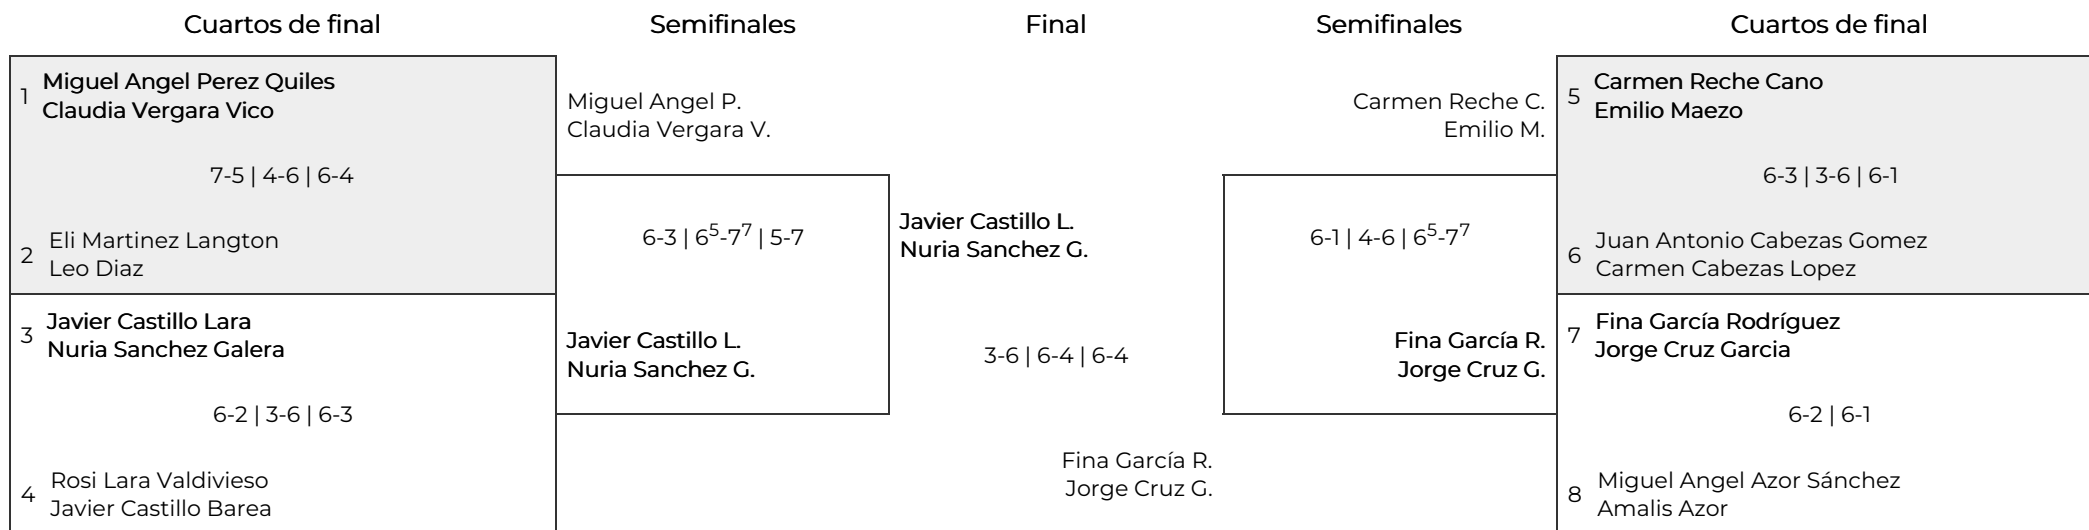 Cuartos de final
Semifinales
Final
Semifinales
Cuartos de final
1
Miguel Angel Perez Quiles
Claudia Vergara Vico
7-5 | 4-6 | 6-4
2
Eli Martinez Langton
Leo Diaz
3
Javier Castillo Lara
Nuria Sanchez Galera
6-2 | 3-6 | 6-3
4
Rosi Lara Valdivieso
Javier Castillo Barea
Miguel Angel P.
Claudia Vergara V.
6-3 | 6⁵-7⁷ | 5-7
Javier Castillo L.
Nuria Sanchez G.
Javier Castillo L.
Nuria Sanchez G.
3-6 | 6-4 | 6-4
Fina García R.
Jorge Cruz G.
Carmen Reche C.
Emilio M.
6-1 | 4-6 | 6⁵-7⁷
Fina García R.
Jorge Cruz G.
5
Carmen Reche Cano
Emilio Maezo
6-3 | 3-6 | 6-1
6
Juan Antonio Cabezas Gomez
Carmen Cabezas Lopez
7
Fina García Rodríguez
Jorge Cruz Garcia
6-2 | 6-1
8
Miguel Angel Azor Sánchez
Amalis Azor